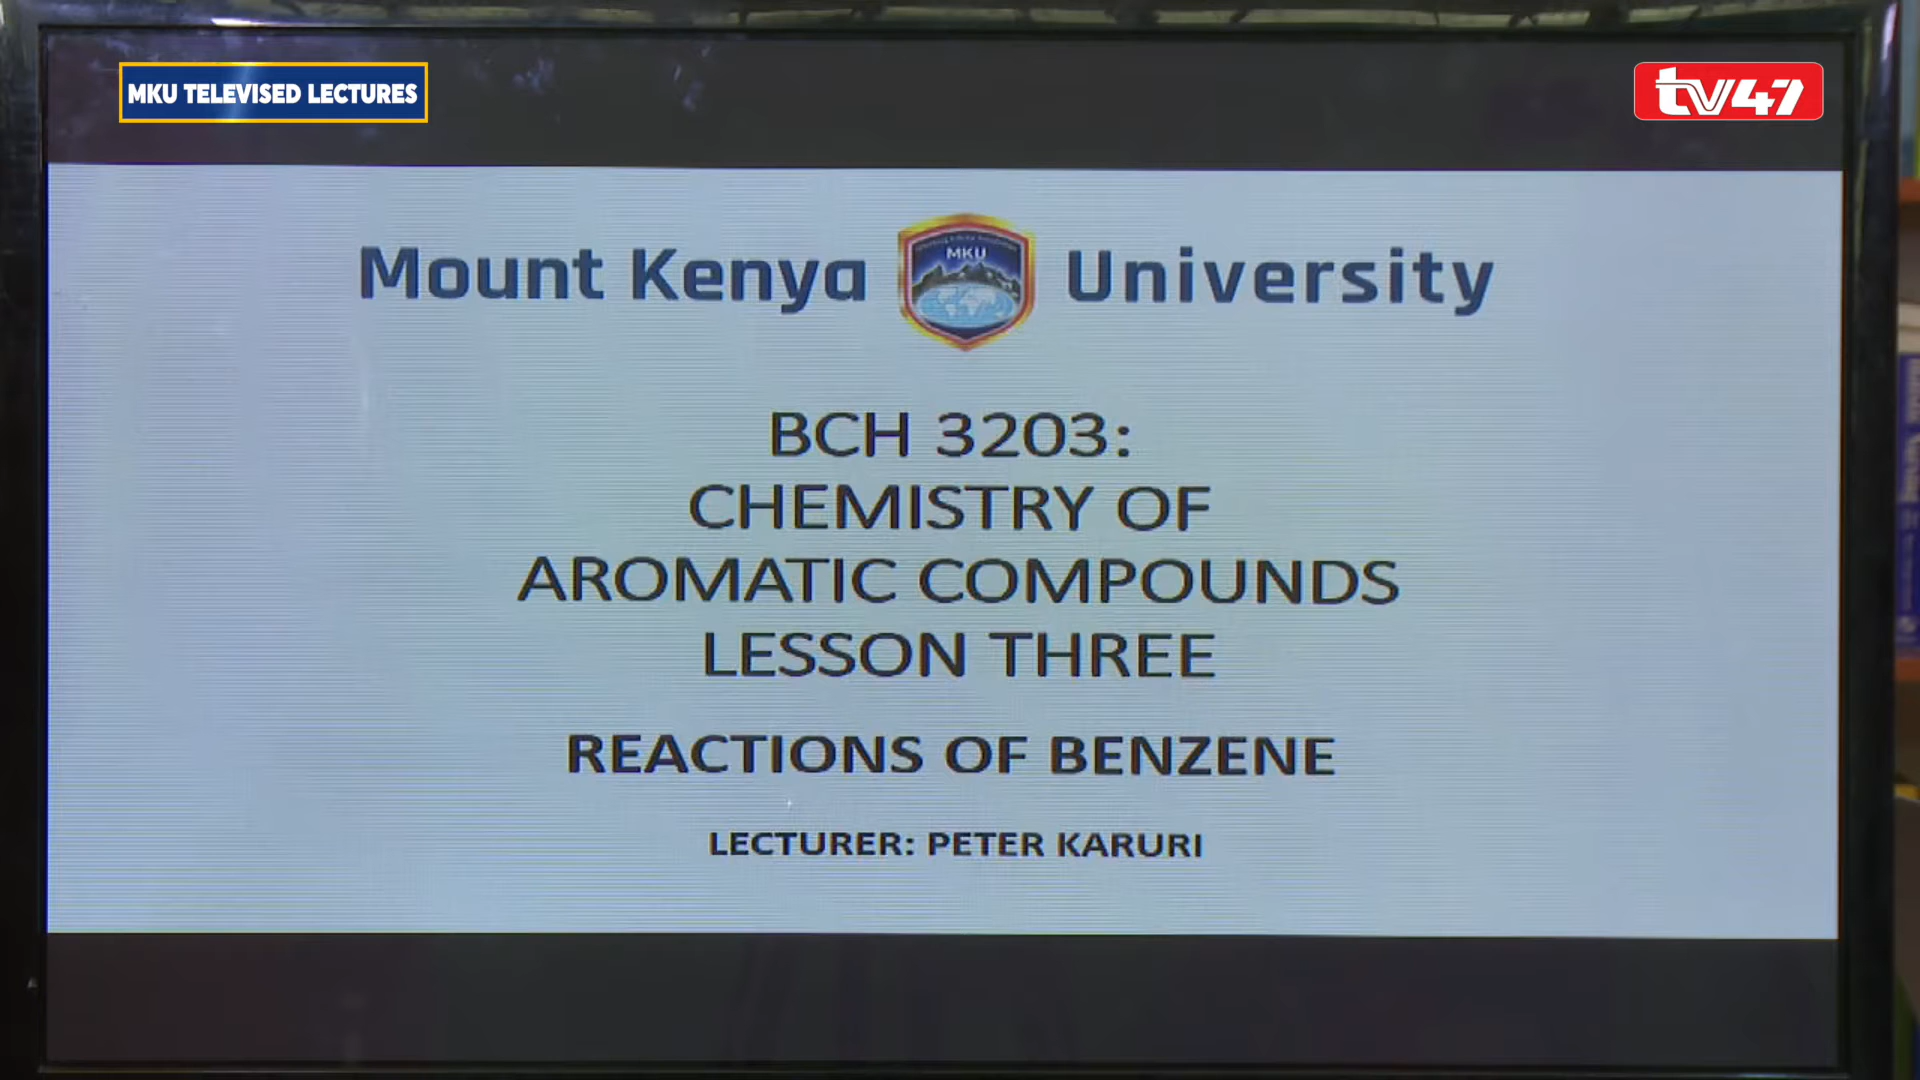 MKU TELEVISED LECTURES
tv47
Mount Kenya MKU University
BCH 3203:
CHEMISTRY OF
AROMATIC COMPOUNDS
LESSON THREE
REACTIONS OF BENZENE
LECTURER: PETER KARURI